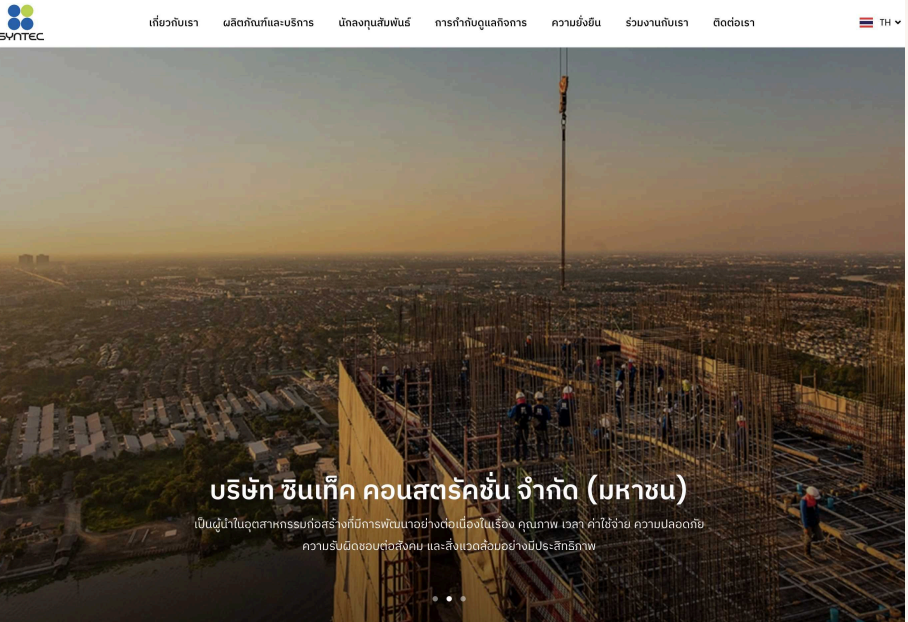 SYNTEC
เกี่ยวกับเรา ผลิตภัณฑ์และบริการ นักลงทุนสัมพันธ์ การกำกับดูแลกิจการ ความยั่งยืน ร่วมงานกับเรา ติดต่อเรา TH
บริษัท ซินเท็ค คอนสตรัคชั่น จำกัด (มหาชน)
เป็นผู้นำในอุตสาหกรรมก่อสร้างที่มีการพัฒนาอย่างต่อเนื่องในเรื่อง คุณภาพ เวลา ค่าใช้จ่าย ความปลอดภัย
ความรับผิดชอบต่อสังคม และสิ่งแวดล้อมอย่างมีประสิทธิภาพ